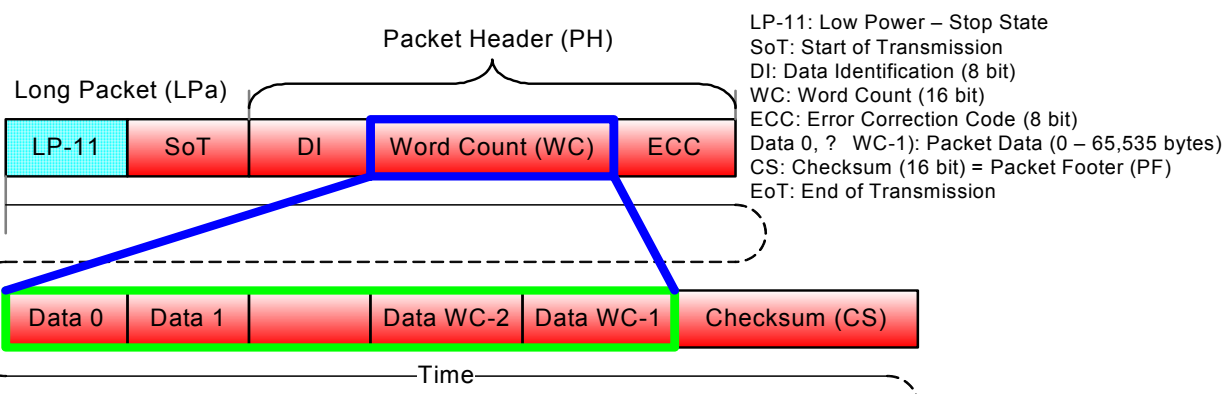 Packet Header (PH)
Long Packet (LPa)
LP-11 SoT DI Word Count (WC) ECC
LP-11: Low Power – Stop State
SoT: Start of Transmission
DI: Data Identification (8 bit)
WC: Word Count (16 bit)
ECC: Error Correction Code (8 bit)
Data 0, ? WC-1): Packet Data (0 – 65,535 bytes)
CS: Checksum (16 bit) = Packet Footer (PF)
EoT: End of Transmission
Data 0 Data 1 Data WC-2 Data WC-1 Checksum (CS)
Time